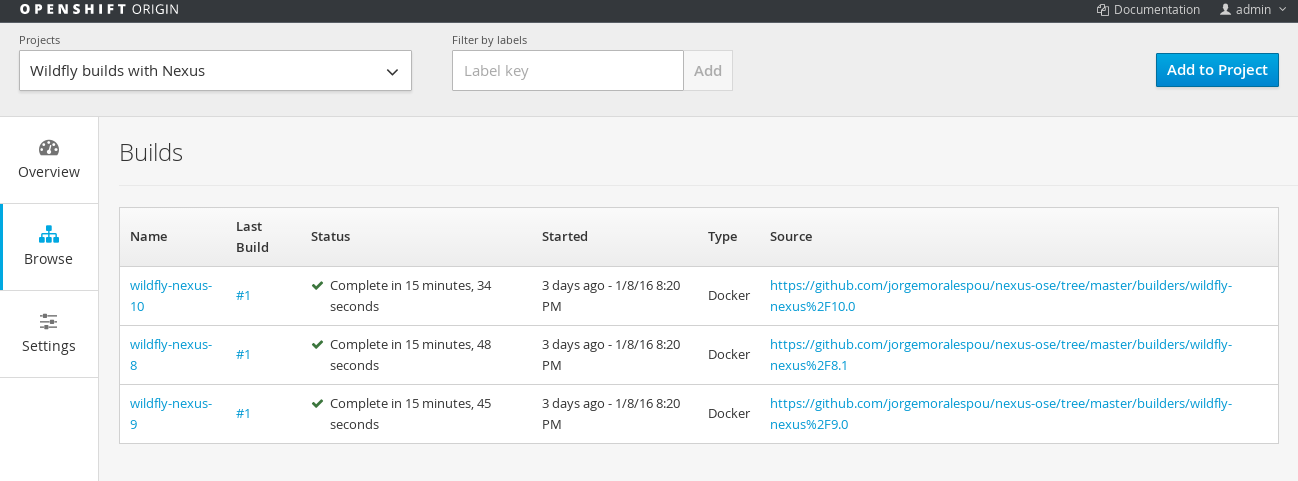 OPENSHIFT ORIGIN
Documentation
admin
Projects
Filter by labels
Wildfly builds with Nexus
Label key
Add
Add to Project
Overview
Browse
Settings
Builds
Name
Last
Build
Status
Started
Type
Source
wildfly-nexus-
10
#1
Complete in 15 minutes, 34
seconds
3 days ago - 1/8/16 8:20
PM
Docker
https://github.com/jorgemoralespou/nexus-ose/tree/master/builders/wildfly-
nexus%2F10.0
wildfly-nexus-
8
#1
Complete in 15 minutes, 48
seconds
3 days ago - 1/8/16 8:20
PM
Docker
https://github.com/jorgemoralespou/nexus-ose/tree/master/builders/wildfly-
nexus%2F8.1
wildfly-nexus-
9
#1
Complete in 15 minutes, 45
seconds
3 days ago - 1/8/16 8:20
PM
Docker
https://github.com/jorgemoralespou/nexus-ose/tree/master/builders/wildfly-
nexus%2F9.0